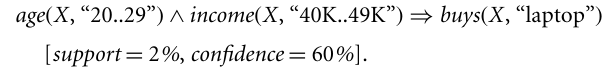 age(X, “20..29”) ∧ income(X, “40K..49K”) ⇒ buys(X, “laptop”)
[support = 2%, confidence = 60%].